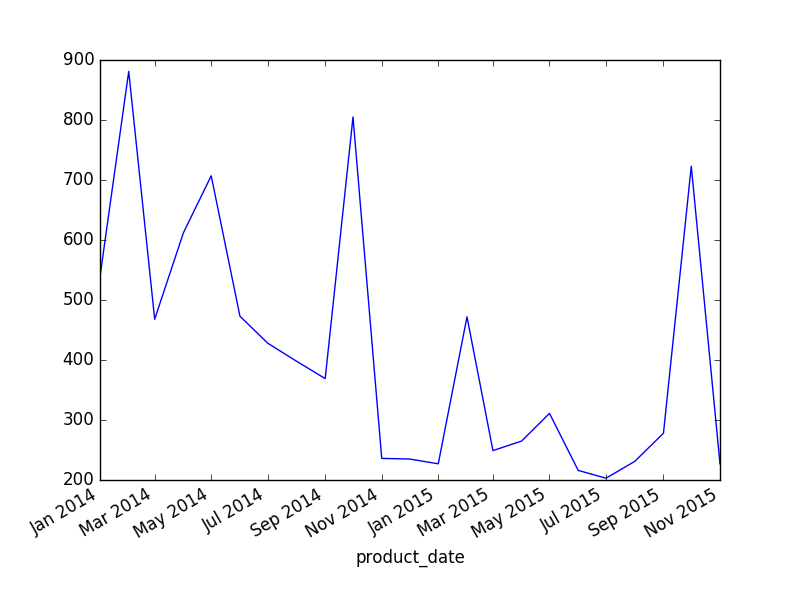 900
800
700
600
500
400
300
200
Jan 2014
Mar 2014
May 2014
Jul 2014
Sep 2014
Nov 2014
Jan 2015
Mar 2015
May 2015
Jul 2015
Sep 2015
Nov 2015
product_date